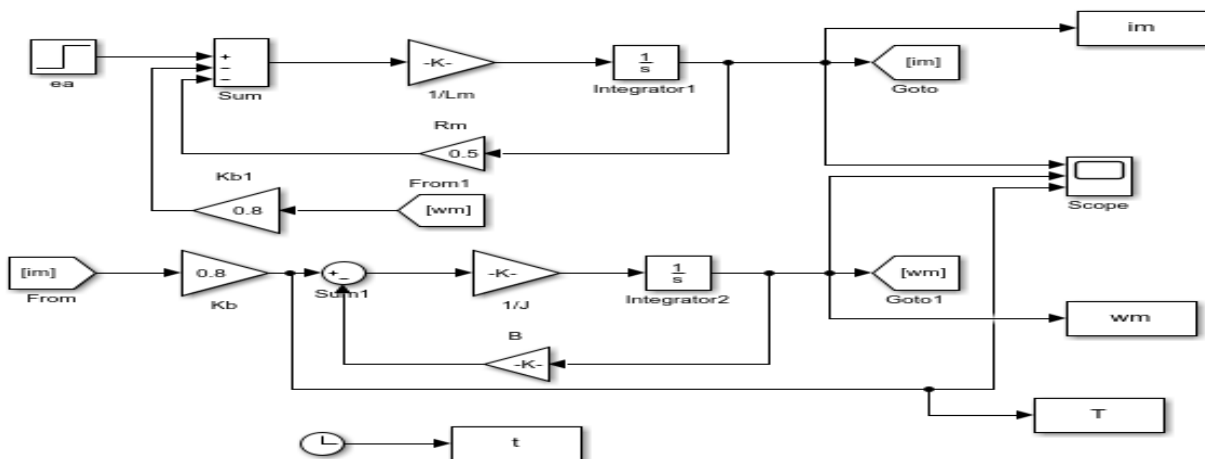 im
ea
+
−
−
Sum
-K-
1/Lm
1
s
Integrator1
[im]
Goto
Rm
0.5
Kb1
0.8
From1
[wm]
Scope
[im]
From
0.8
Kb
+
−
Sum1
-K-
1/J
1
s
Integrator2
[wm]
Goto1
wm
B
-K-
T
t